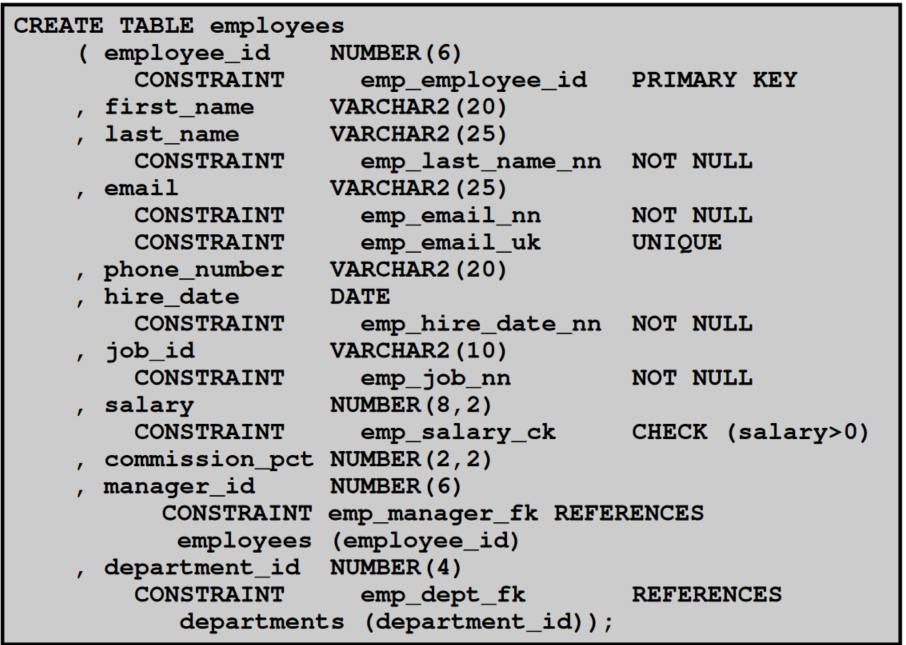 CREATE TABLE employees
( employee_id NUMBER(6)
CONSTRAINT emp_employee_id PRIMARY KEY
, first_name VARCHAR2(20)
, last_name VARCHAR2(25)
CONSTRAINT emp_last_name_nn NOT NULL
, email VARCHAR2(25)
CONSTRAINT emp_email_nn NOT NULL
CONSTRAINT emp_email_uk UNIQUE
, phone_number VARCHAR2(20)
, hire_date DATE
CONSTRAINT emp_hire_date_nn NOT NULL
, job_id VARCHAR2(10)
CONSTRAINT emp_job_nn NOT NULL
, salary NUMBER(8,2)
CONSTRAINT emp_salary_ck CHECK (salary>0)
, commission_pct NUMBER(2,2)
, manager_id NUMBER(6)
CONSTRAINT emp_manager_fk REFERENCES
employees (employee_id)
, department_id NUMBER(4)
CONSTRAINT emp_dept_fk REFERENCES
departments (department_id));